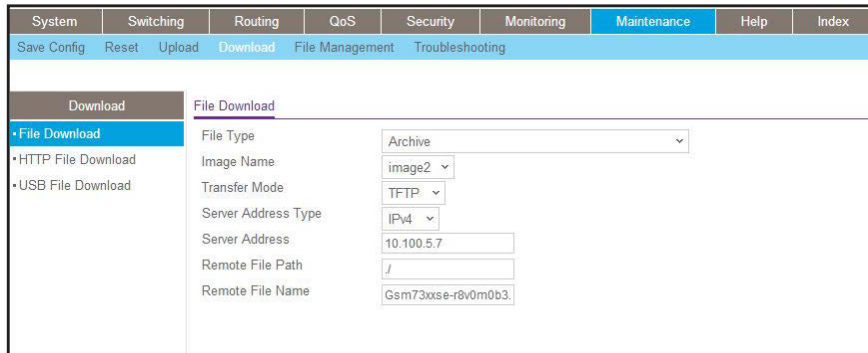 System Switching Routing QoS Security Monitoring Maintenance Help Index
Save Config Reset Upload Download File Management Troubleshooting
Download
File Download
HTTP File Download
USB File Download
File Download
File Type Archive
Image Name image2
Transfer Mode TFTP
Server Address Type IPv4
Server Address 10.100.5.7
Remote File Path ./
Remote File Name Gsm73xxse-r8v0m0b3.